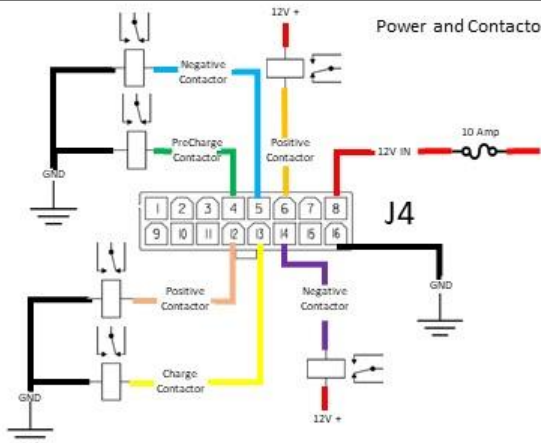 12V +
Power and Contacto
Negative
Contactor
10 Amp
PreCharge
Contactor
Positive
Contactor
12V IN
GND
1 2 3 4 5 6 7 8
J4
9 10 11 12 13 14 15 16
GND
Positive
Contactor
Negative
Contactor
Charge
Contactor
GND
12V +